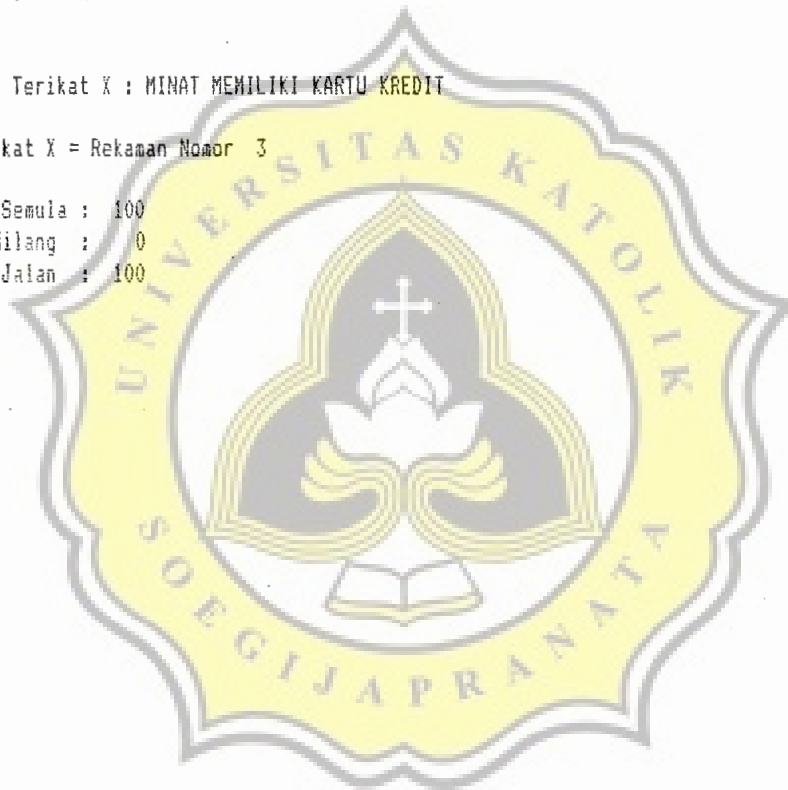 Terikat X : MINAT MEMILIKI KARTU KREDIT
kat X = Rekaman Nomor 3
Semula : 100
ilang : 0
Jalan : 100
UNIVERSITAS KATOLIK
SOEGIJAPRANATA